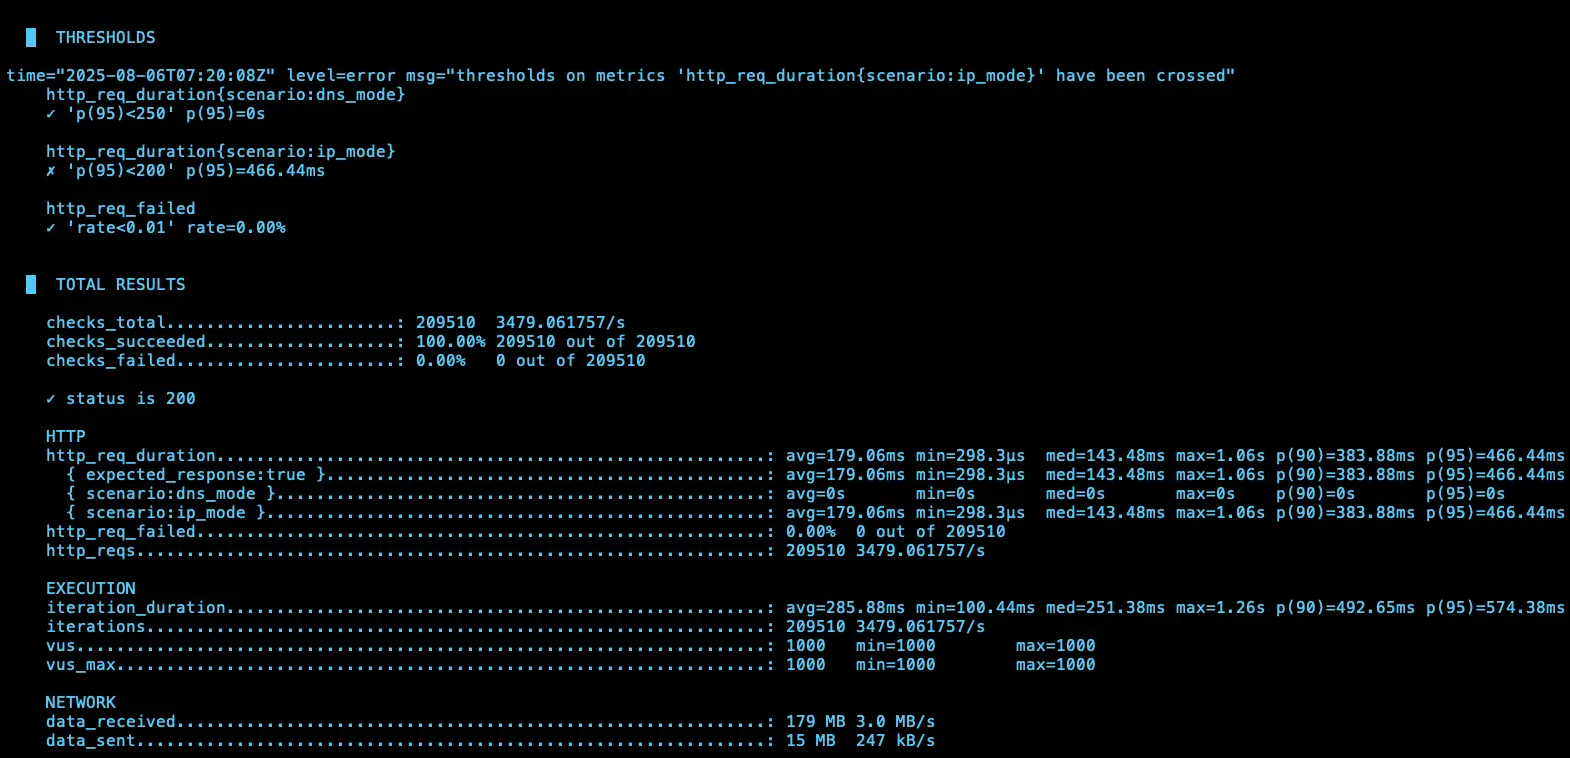 THRESHOLDS
time="2025-08-06T07:20:08Z" level=error msg="thresholds on metrics 'http_req_duration{scenario:ip_mode}' have been crossed"
http_req_duration{scenario:dns_mode}
✓ 'p(95)<250' p(95)=0s
http_req_duration{scenario:ip_mode}
✗ 'p(95)<200' p(95)=466.44ms
http_req_failed
✓ 'rate<0.01' rate=0.00%
TOTAL RESULTS
checks_total.......................: 209510  3479.061757/s
checks_succeeded...................: 100.00% 209510 out of 209510
checks_failed......................: 0.00%   0 out of 209510
✓ status is 200
HTTP
http_req_duration.......................................................: avg=179.06ms min=298.3µs  med=143.48ms max=1.06s p(90)=383.88ms p(95)=466.44ms
{ expected_response:true }............................................: avg=179.06ms min=298.3µs  med=143.48ms max=1.06s p(90)=383.88ms p(95)=466.44ms
{ scenario:dns_mode }.................................................: avg=0s       min=0s       med=0s       max=0s    p(90)=0s       p(95)=0s
{ scenario:ip_mode }..................................................: avg=179.06ms min=298.3µs  med=143.48ms max=1.06s p(90)=383.88ms p(95)=466.44ms
http_req_failed.........................................................: 0.00%  0 out of 209510
http_reqs...............................................................: 209510 3479.061757/s
EXECUTION
iteration_duration......................................................: avg=285.88ms min=100.44ms med=251.38ms max=1.26s p(90)=492.65ms p(95)=574.38ms
iterations..............................................................: 209510 3479.061757/s
vus.....................................................................: 1000   min=1000        max=1000
vus_max.................................................................: 1000   min=1000        max=1000
NETWORK
data_received...........................................................: 179 MB 3.0 MB/s
data_sent...............................................................: 15 MB  247 kB/s